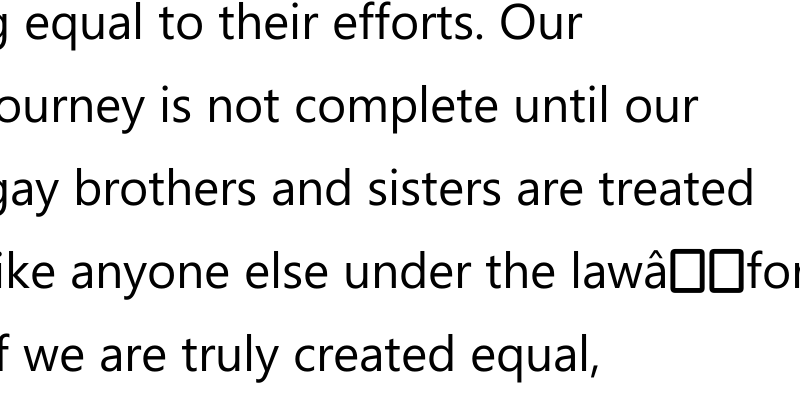 g equal to their efforts. Our
ourney is not complete until our
gay brothers and sisters are treated
ike anyone else under the lawâ□□for
f we are truly created equal,